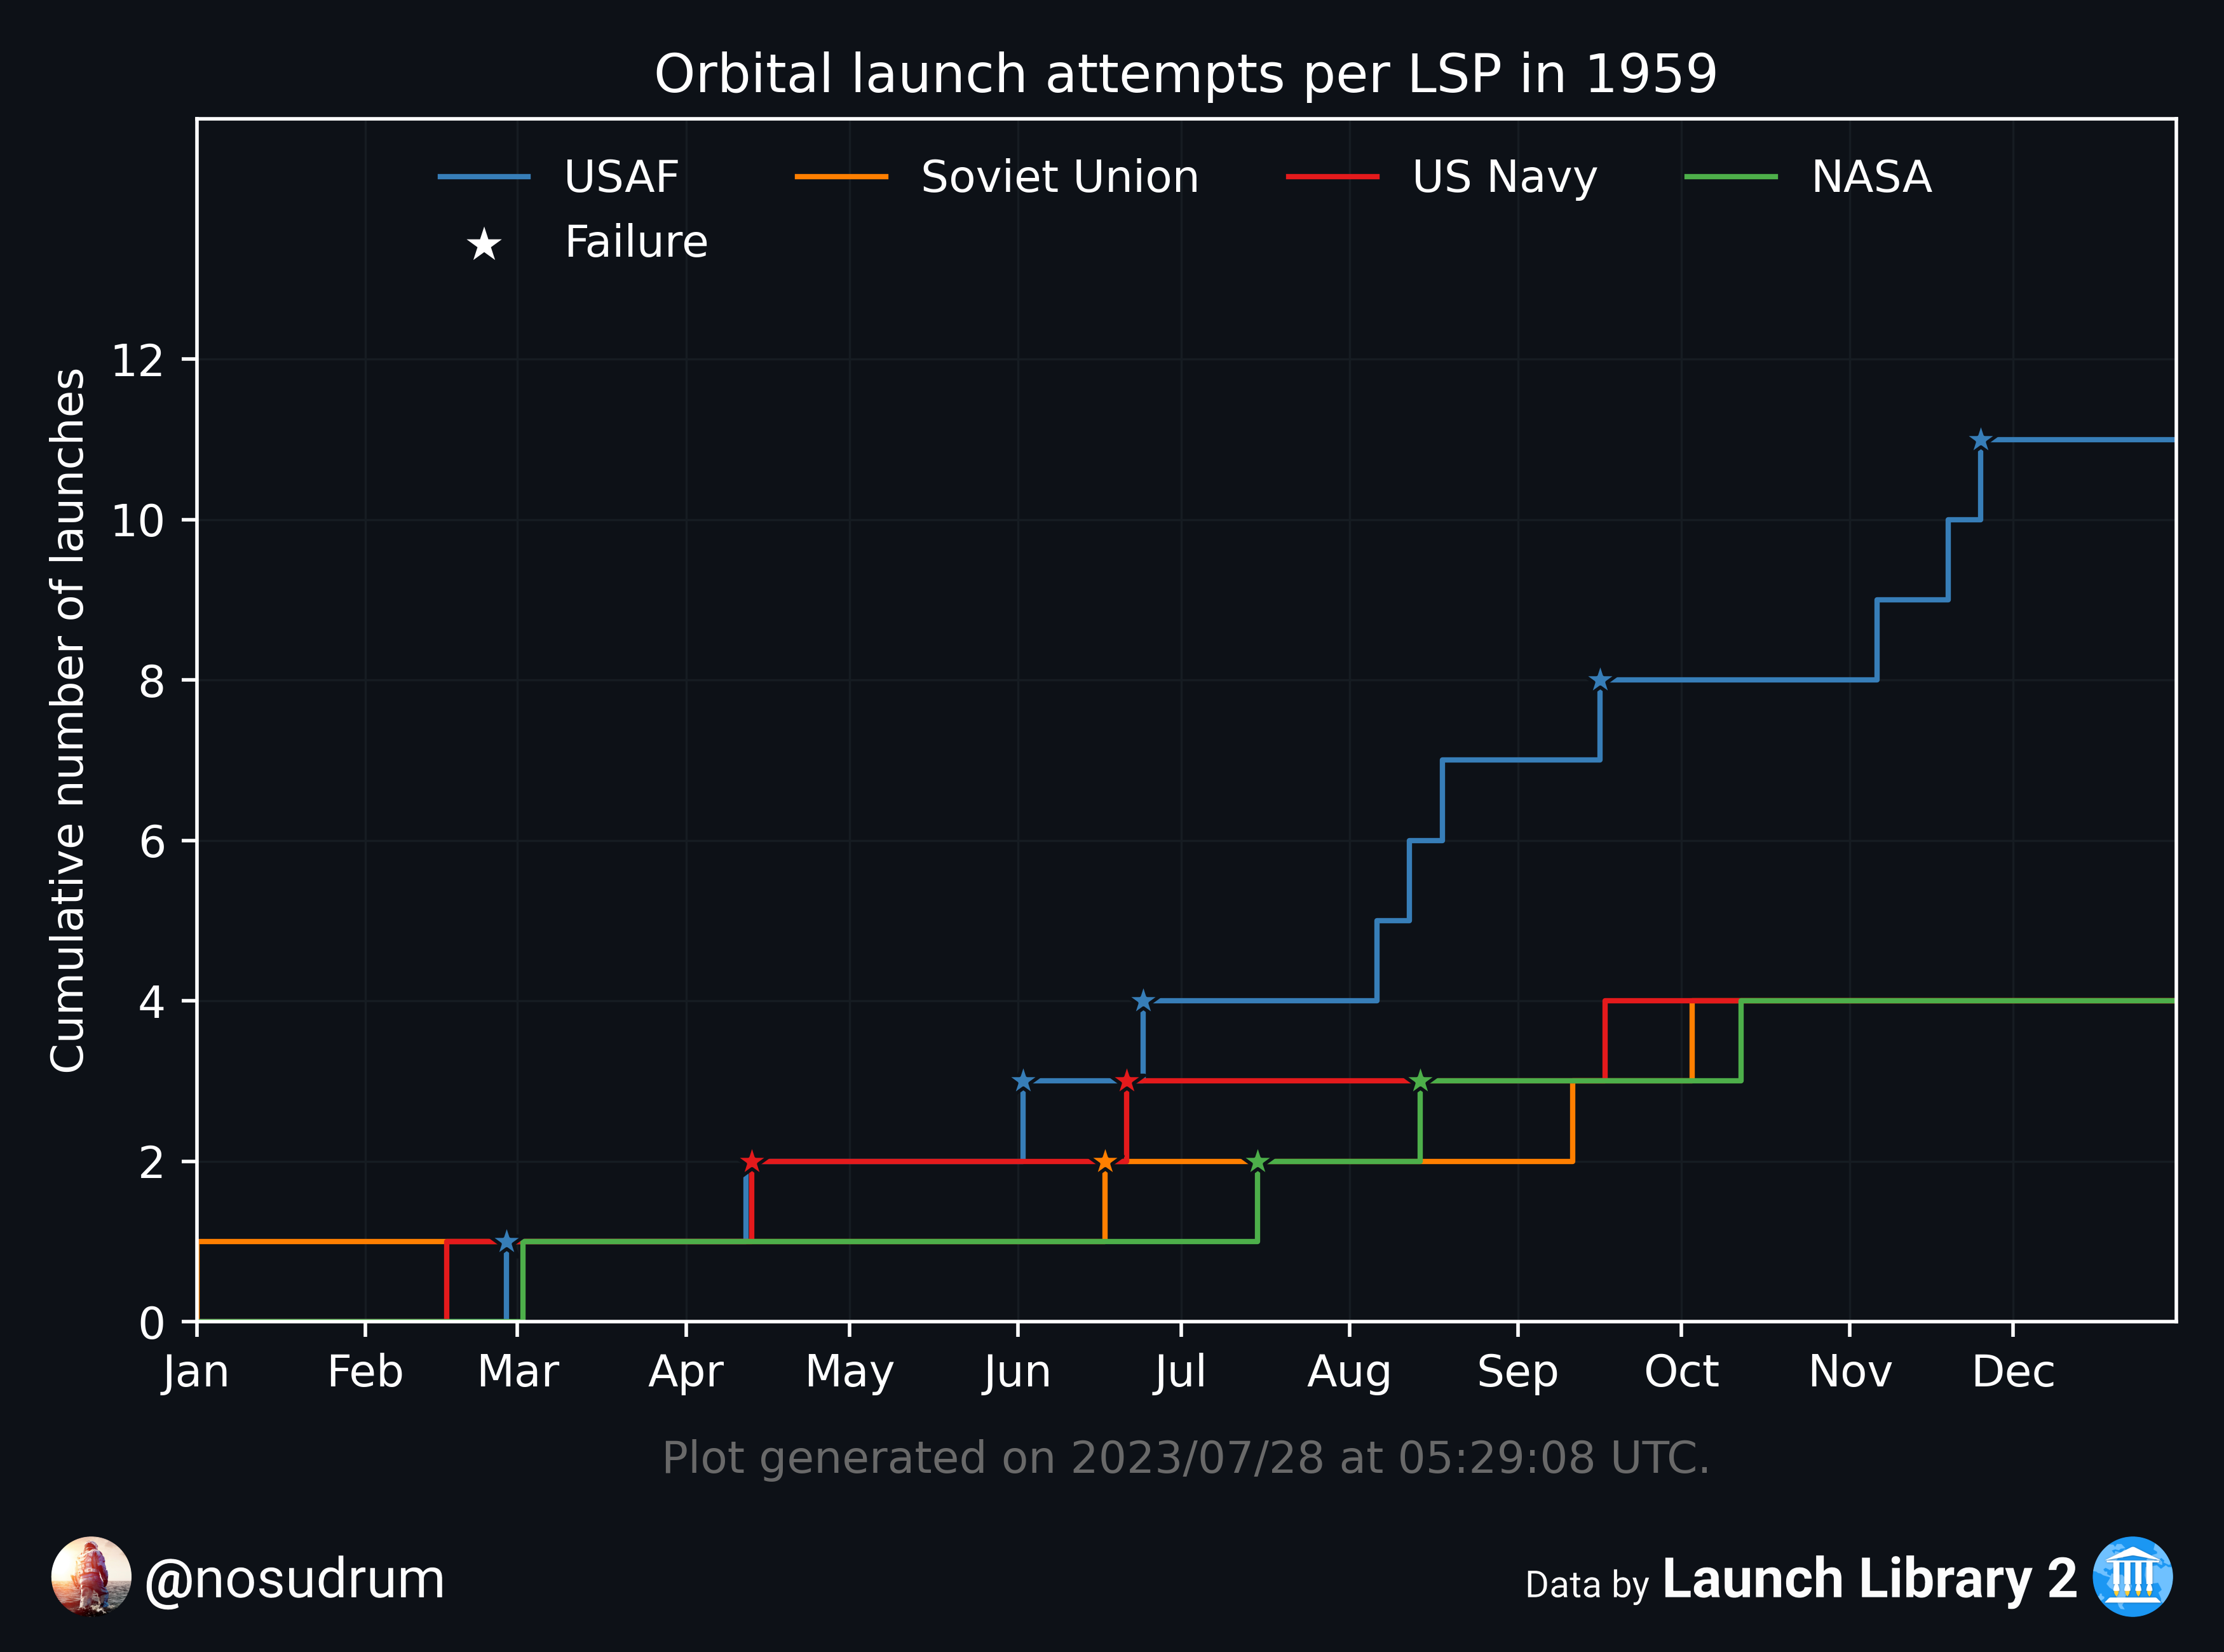 Orbital launch attempts per LSP in 1959
USAF Soviet Union US Navy NASA
Failure
Cumulative number of launches
12
10
8
6
4
2
0
Jan Feb Mar Apr May Jun Jul Aug Sep Oct Nov Dec
Plot generated on 2023/07/28 at 05:29:08 UTC.
@nosudrum
Data by Launch Library 2